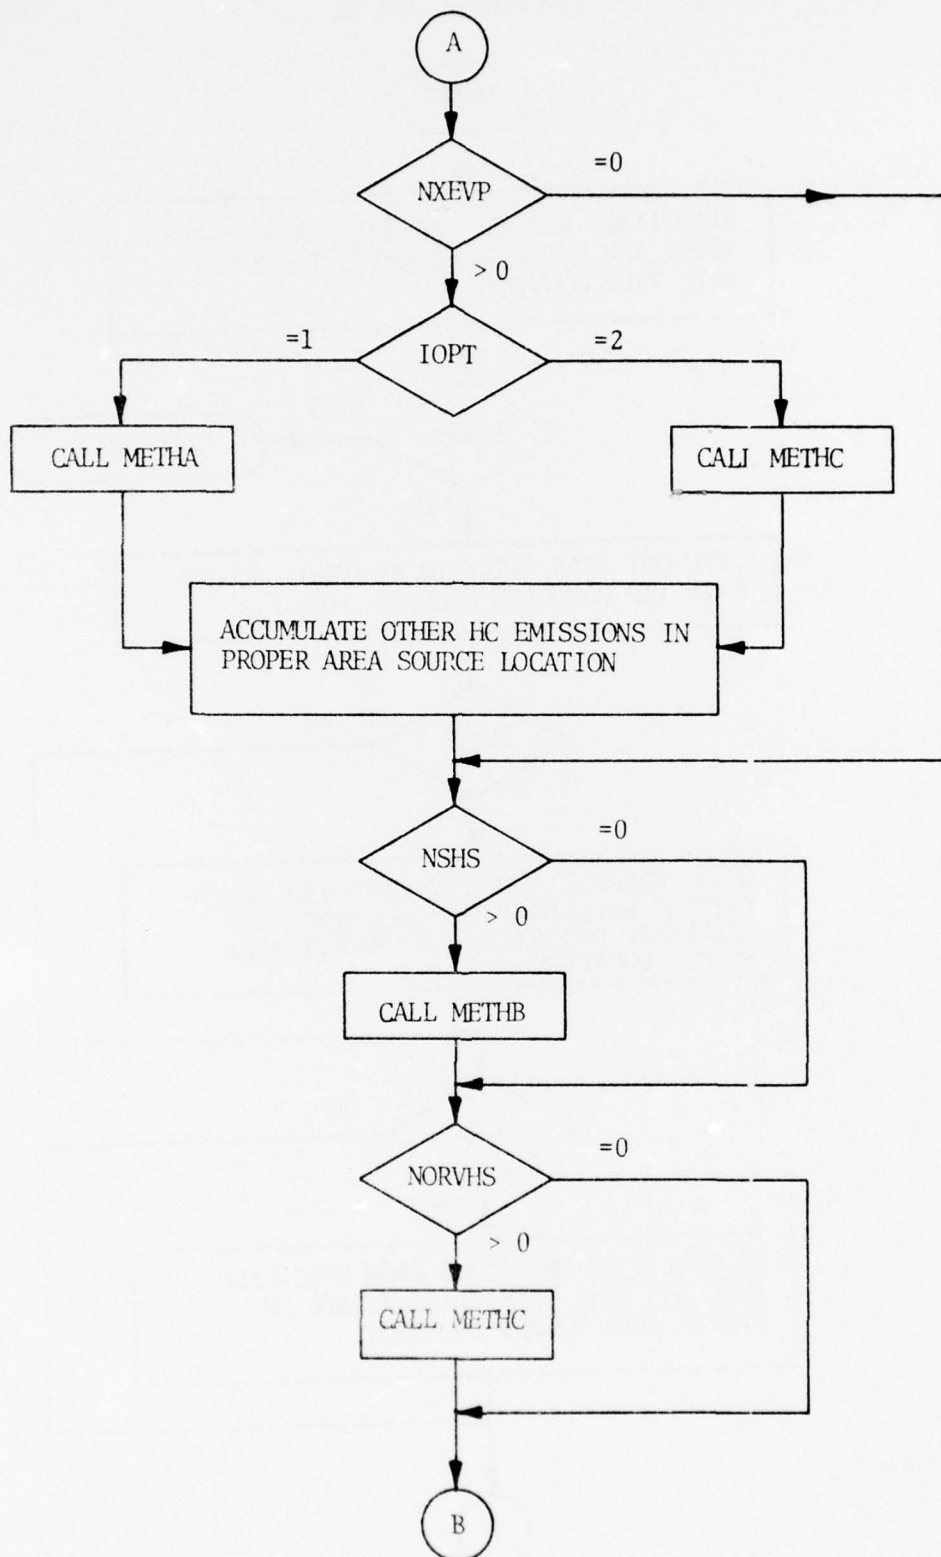 A
NXEVP
=0
> 0
IOPT
=1
=2
CALL METHA
CALL METHC
ACCUMULATE OTHER HC EMISSIONS IN
PROPER AREA SOURCE LOCATION
NSHS
=0
> 0
CALL METHB
NORVHS
=0
> 0
CALL METHC
B